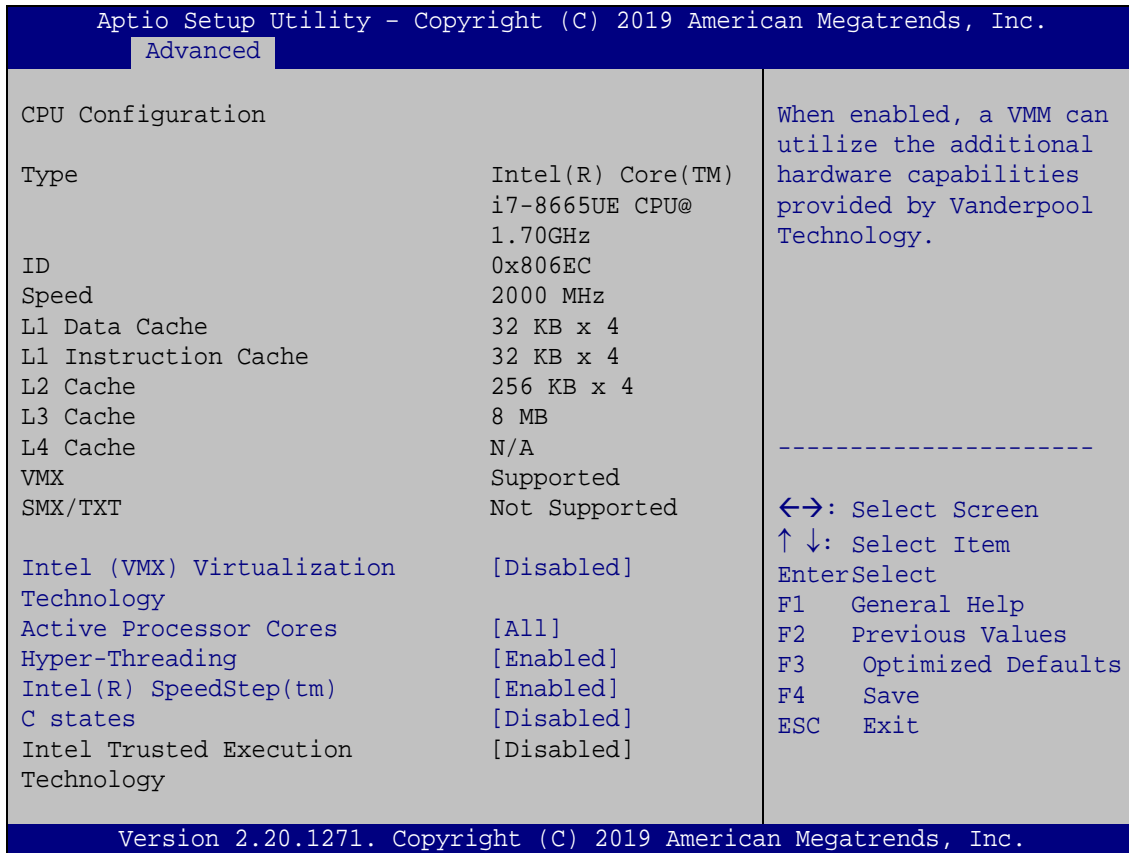 Aptio Setup Utility – Copyright (C) 2019 American Megatrends, Inc.
Advanced
CPU Configuration
Type Intel(R) Core(TM)
i7-8665UE CPU@
1.70GHz
ID 0x806EC
Speed 2000 MHz
L1 Data Cache 32 KB x 4
L1 Instruction Cache 32 KB x 4
L2 Cache 256 KB x 4
L3 Cache 8 MB
L4 Cache N/A
VMX Supported
SMX/TXT Not Supported
Intel (VMX) Virtualization [Disabled]
Technology
Active Processor Cores [All]
Hyper-Threading [Enabled]
Intel(R) SpeedStep(tm) [Enabled]
C states [Disabled]
Intel Trusted Execution [Disabled]
Technology
When enabled, a VMM can
utilize the additional
hardware capabilities
provided by Vanderpool
Technology.
----------------------
←→: Select Screen
↑ ↓: Select Item
EnterSelect
F1 General Help
F2 Previous Values
F3 Optimized Defaults
F4 Save
ESC Exit
Version 2.20.1271. Copyright (C) 2019 American Megatrends, Inc.